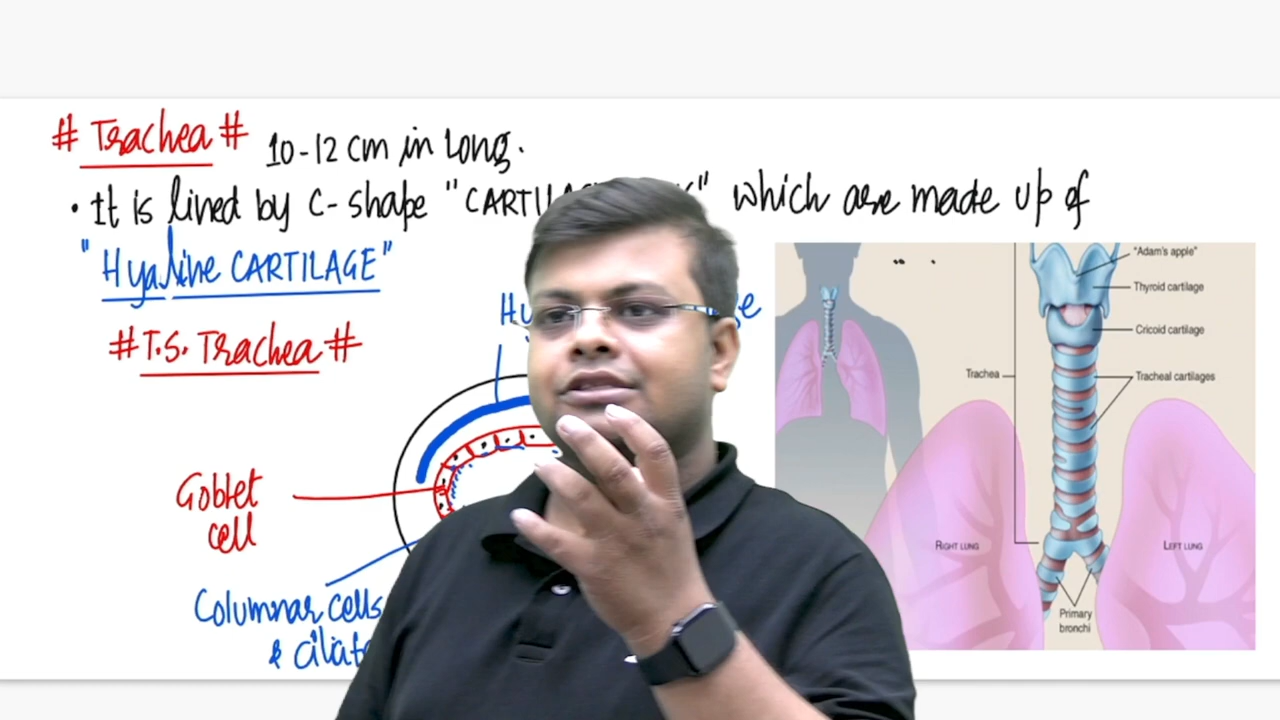 # Trachea # 10-12 cm in long.
• It is lined by C-shape "CARTIL which are made up of
"Hyaline CARTILAGE"
# T.S. Trachea #
Goblet
cell
Columnar cells
&
"Adam's apple"
Thyroid cartilage
Cricoid cartilage
Trachea
Tracheal cartilages
RIGHT LUNG
LEFT LUNG
Primary
bronchi